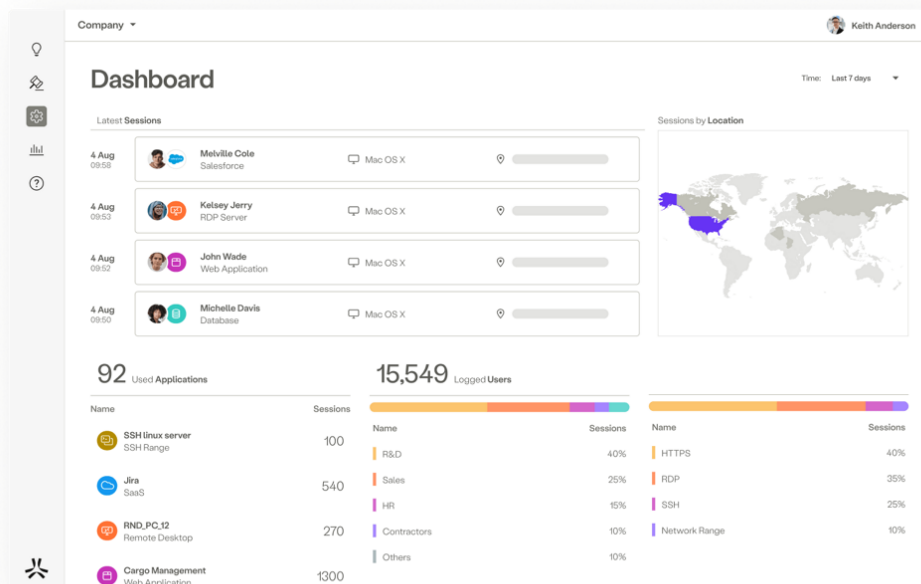 Company
Keith Anderson
Dashboard
Time: Last 7 days
Latest Sessions
Sessions by Location
4 Aug
09:58
Melville Cole
Salesforce
Mac OS X
4 Aug
09:53
Kelsey Jerry
RDP Server
Mac OS X
4 Aug
09:52
John Wade
Web Application
Mac OS X
4 Aug
09:50
Michelle Davis
Database
Mac OS X
92 Used Applications
15,549 Logged Users
Name Sessions
SSH linux server
SSH Range
100
Jira
SaaS
540
RND_PC_12
Remote Desktop
270
Cargo Management
Web Application
1300
Name Sessions
R&D 40%
Sales 25%
HR 15%
Contractors 10%
Others 10%
Name Sessions
HTTPS 40%
RDP 35%
SSH 25%
Network Range 10%